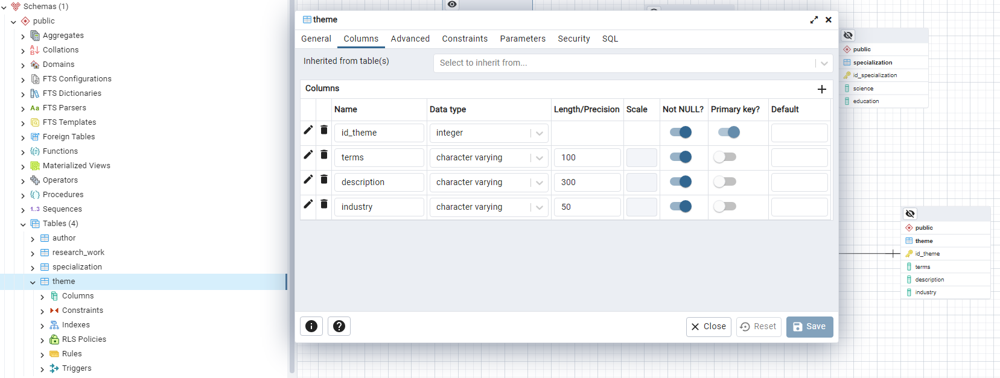 Schemas (1)
public
Aggregates
Collations
Domains
FTS Configurations
FTS Dictionaries
Aa FTS Parsers
FTS Templates
Foreign Tables
Functions
Materialized Views
Operators
Procedures
1..3 Sequences
Tables (4)
author
research_work
specialization
theme
Columns
Constraints
Indexes
RLS Policies
Rules
Triggers
theme
General Columns Advanced Constraints Parameters Security SQL
Inherited from table(s) Select to inherit from...
Columns
Name Data type Length/Precision Scale Not NULL? Primary key? Default
id_theme integer
terms character varying 100
description character varying 300
industry character varying 50
Close Reset Save
public
specialization
id_specialization
science
education
public
theme
id_theme
terms
description
industry